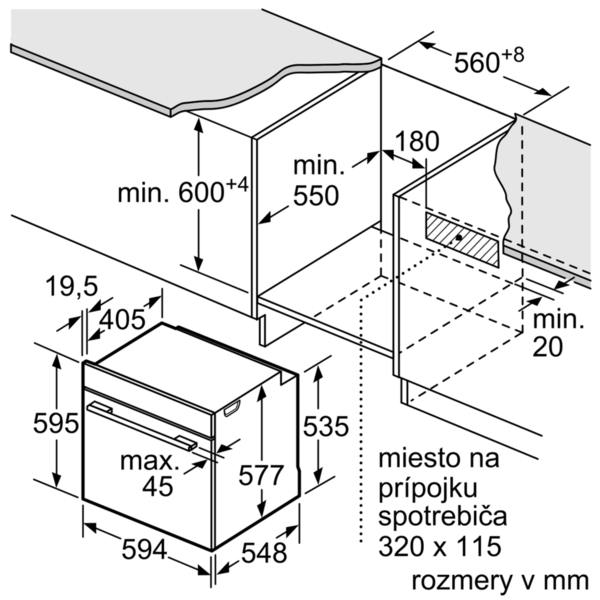 560+8
180
min.
550
min. 600+4
19,5
405
min.
20
595
535
max.
45
577
594
548
miesto na
prípojku
spotrebiča
320 x 115
rozmery v mm